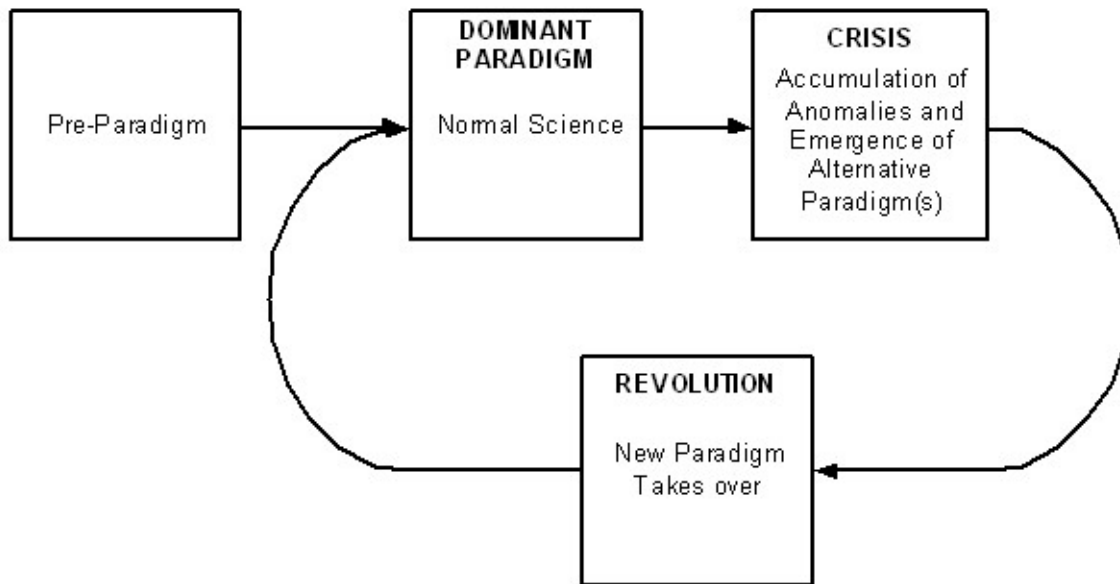 Pre-Paradigm
DOMINANT
PARADIGM
Normal Science
CRISIS
Accumulation of
Anomalies and
Emergence of
Alternative
Paradigm(s)
REVOLUTION
New Paradigm
Takes over